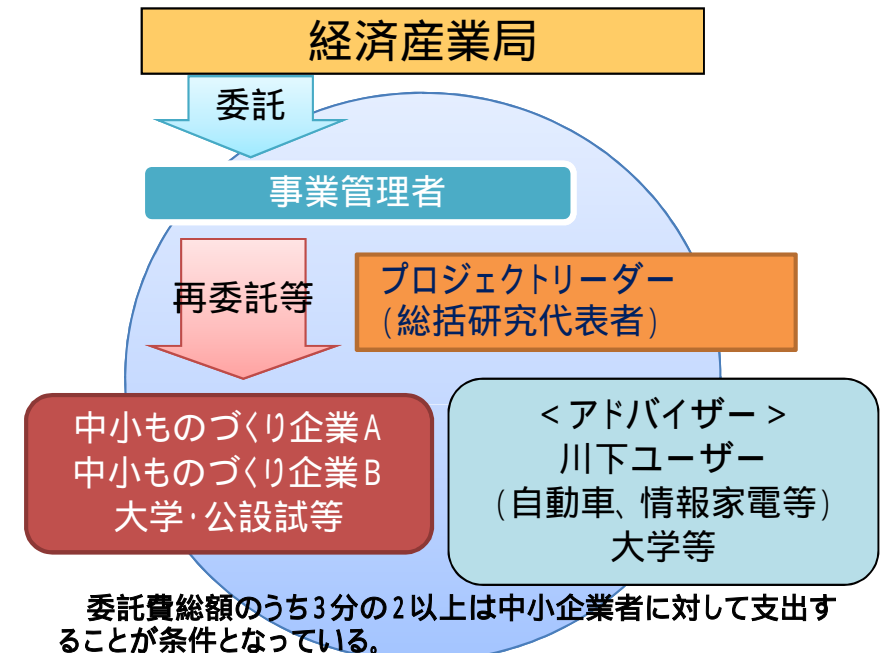 経済産業局
委託
事業管理者
再委託等
プロジェクトリーダー
(総括研究代表者)
中小ものづくり企業A
中小ものづくり企業B
大学・公設試等
<アドバイザー>
川下ユーザー
(自動車、情報家電等)
大学等
委託費総額のうち3分の2以上は中小企業者に対して支出す
ることが条件となっている。